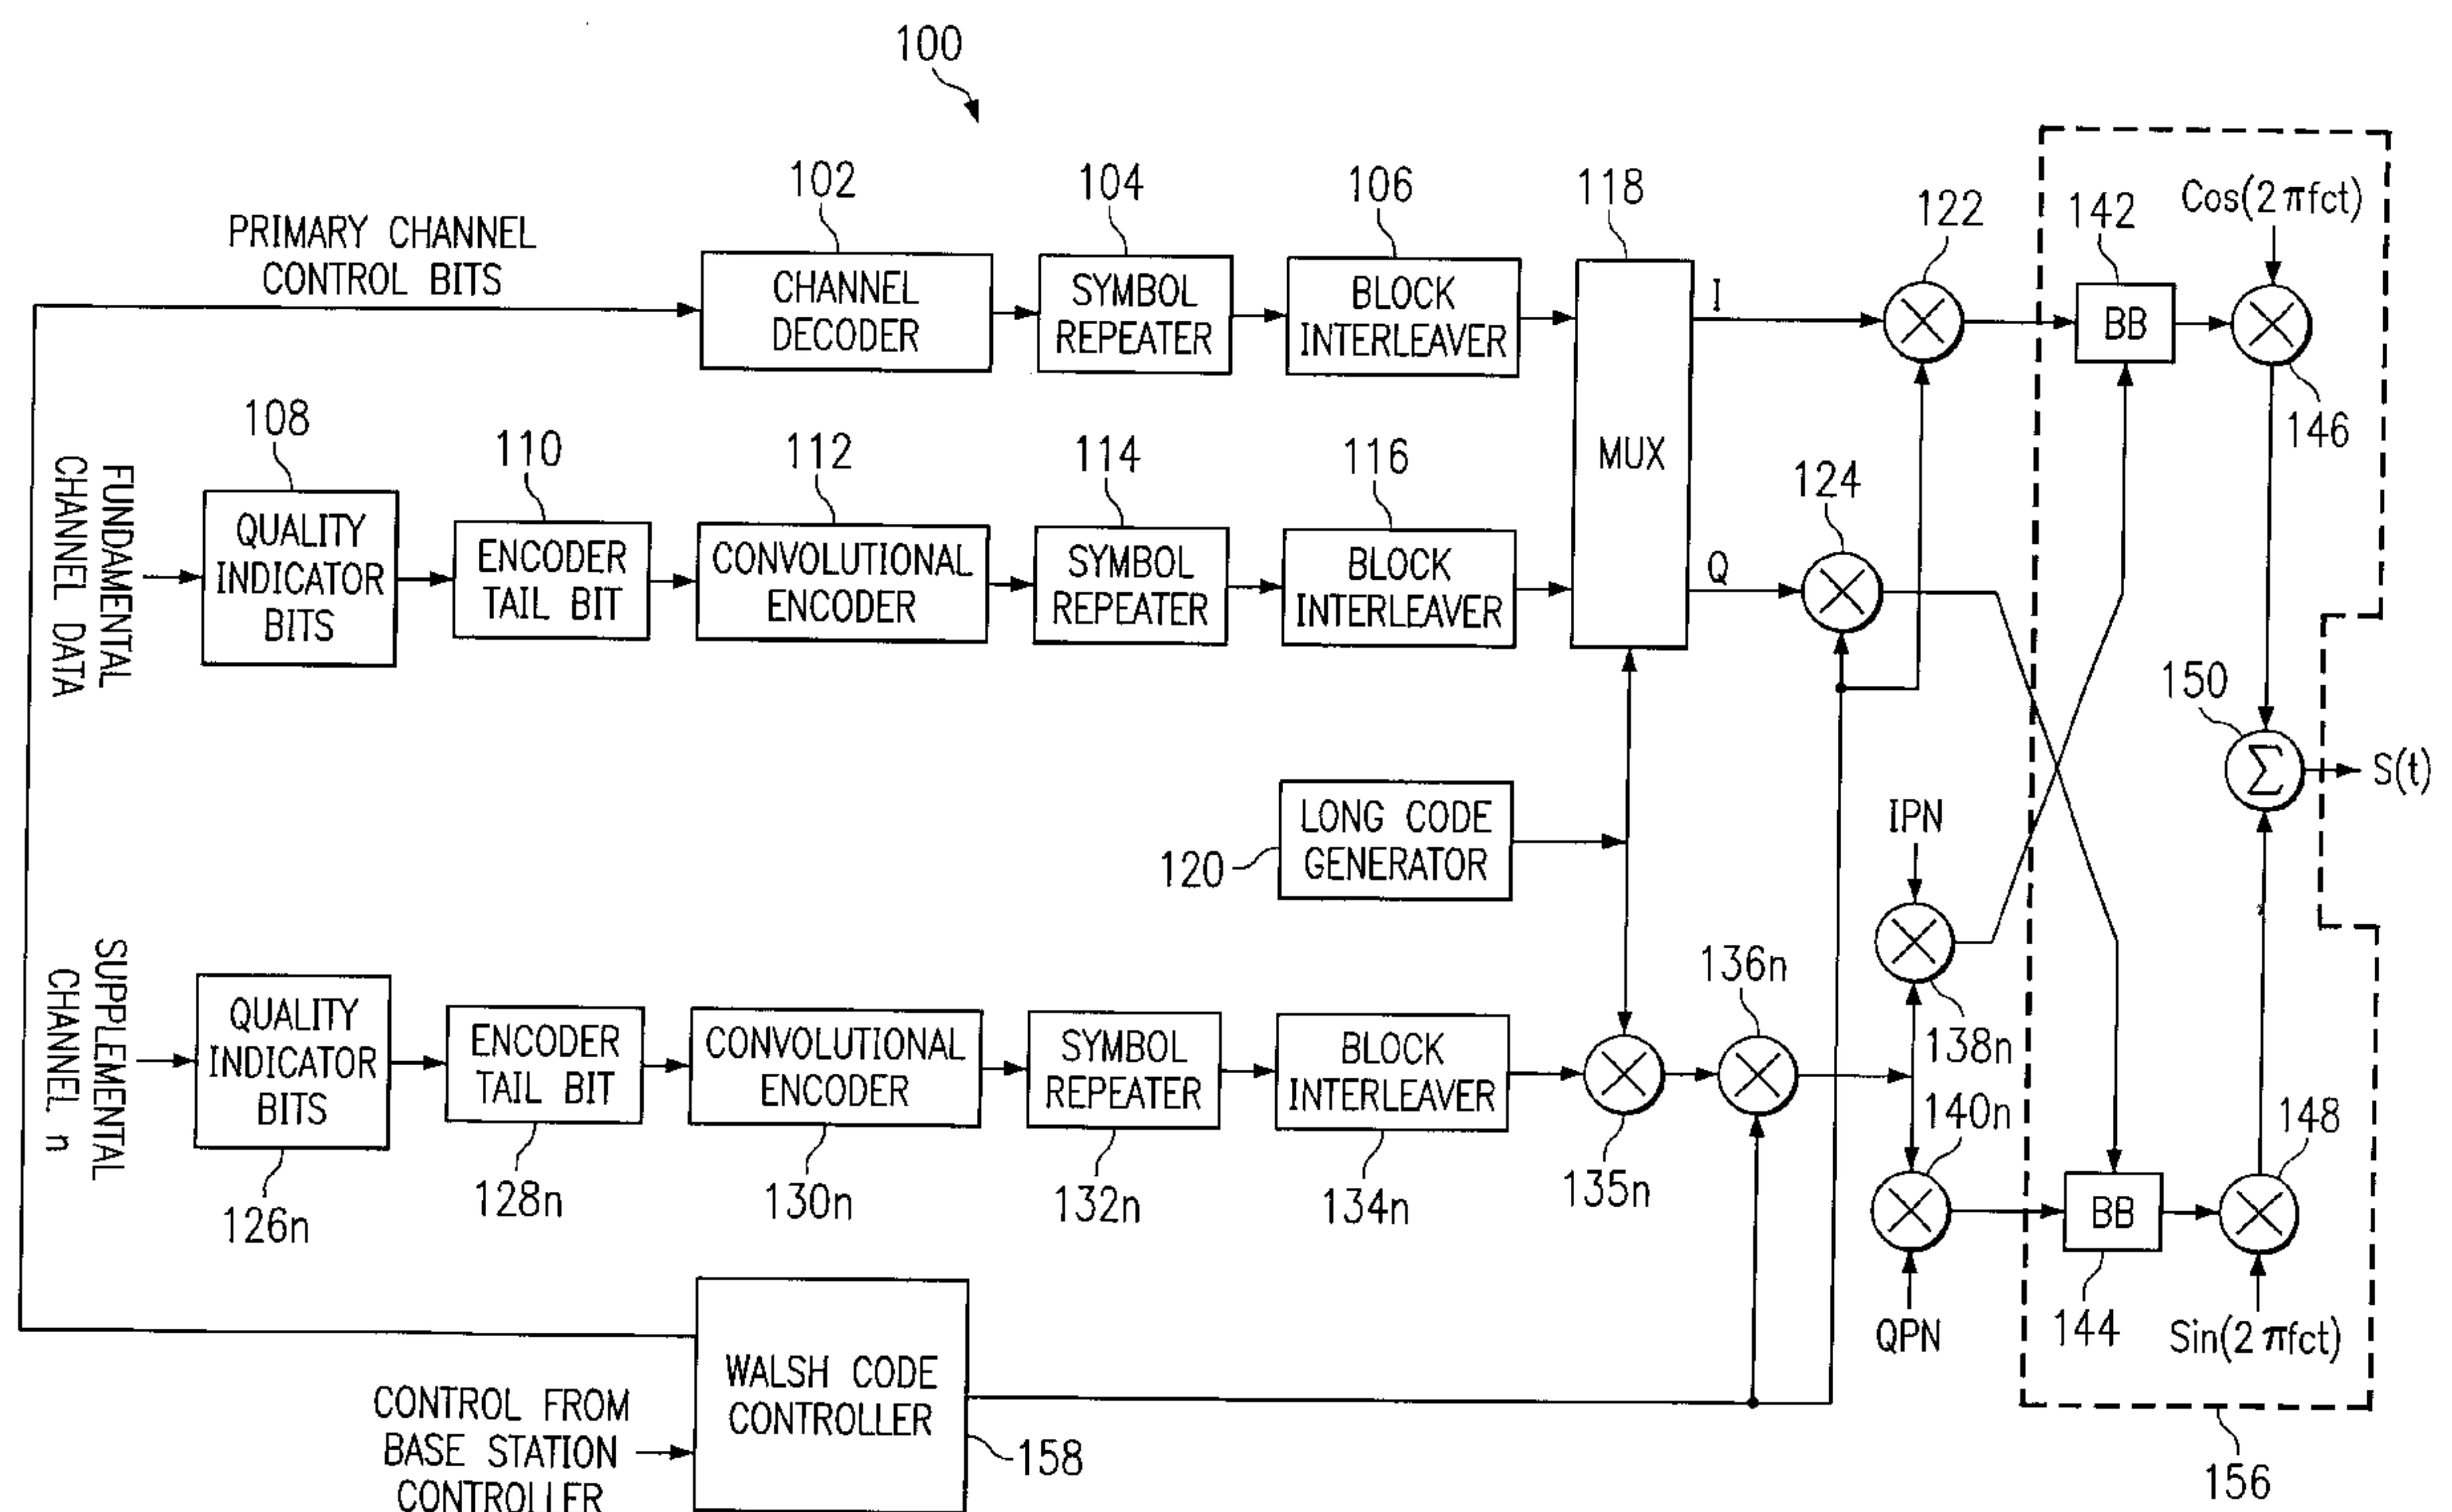 100
102
104
106
118
122
142
Cos(2 πfct)
PRIMARY CHANNEL
CONTROL BITS
CHANNEL
DECODER
SYMBOL
REPEATER
BLOCK
INTERLEAVER
I
BB
146
108
110
112
114
116
MUX
124
FUNDAMENTAL
CHANNEL DATA
QUALITY
INDICATOR
BITS
ENCODER
TAIL BIT
CONVOLUTIONAL
ENCODER
SYMBOL
REPEATER
BLOCK
INTERLEAVER
Q
150
Σ
S(t)
LONG CODE
GENERATOR
120
IPN
SUPPLEMENTAL
CHANNEL n
QUALITY
INDICATOR
BITS
ENCODER
TAIL BIT
CONVOLUTIONAL
ENCODER
SYMBOL
REPEATER
BLOCK
INTERLEAVER
136n
138n
140n
148
126n
128n
130n
132n
134n
135n
BB
144
QPN
Sin(2 πfct)
WALSH CODE
CONTROLLER
CONTROL FROM
BASE STATION
CONTROLLER
158
156